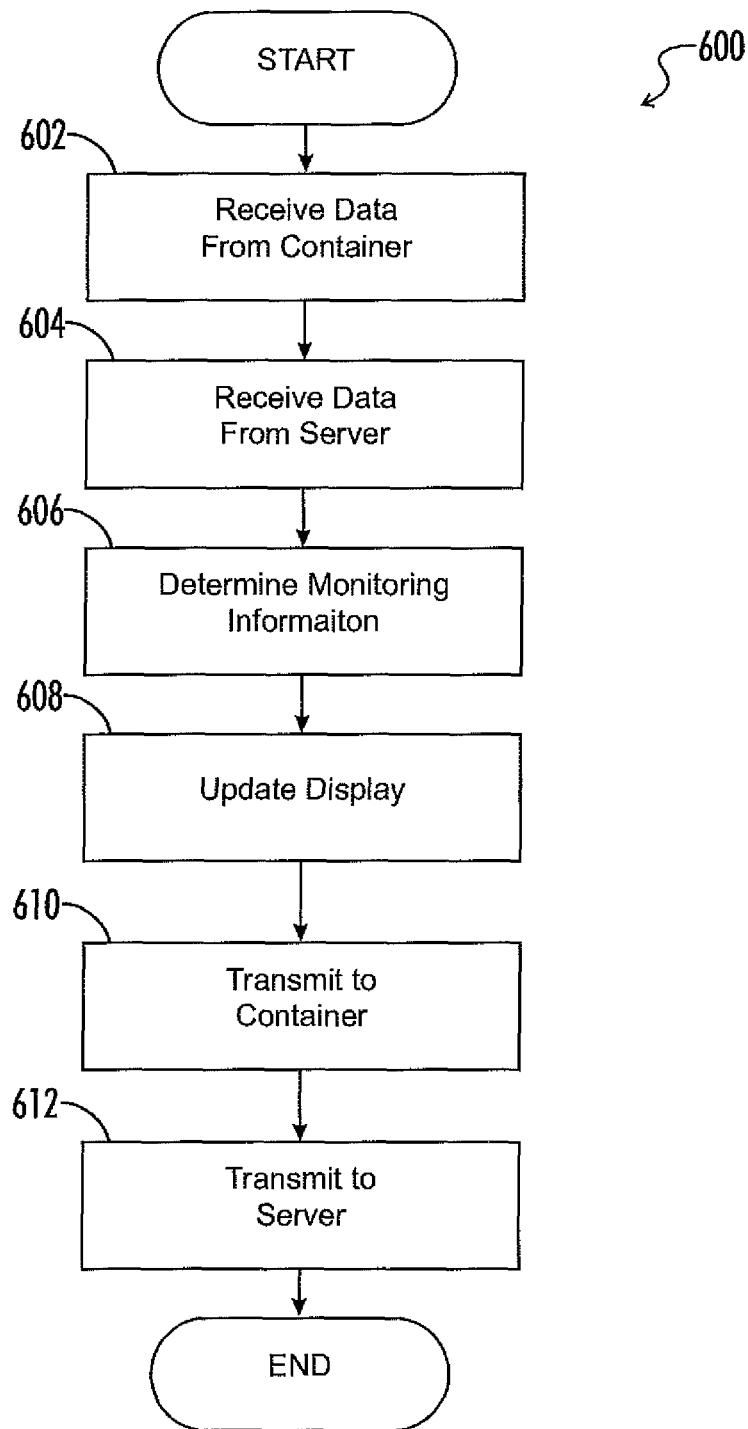 START
600
602
Receive Data
From Container
604
Receive Data
From Server
606
Determine Monitoring
Informaiton
608
Update Display
610
Transmit to
Container
612
Transmit to
Server
END